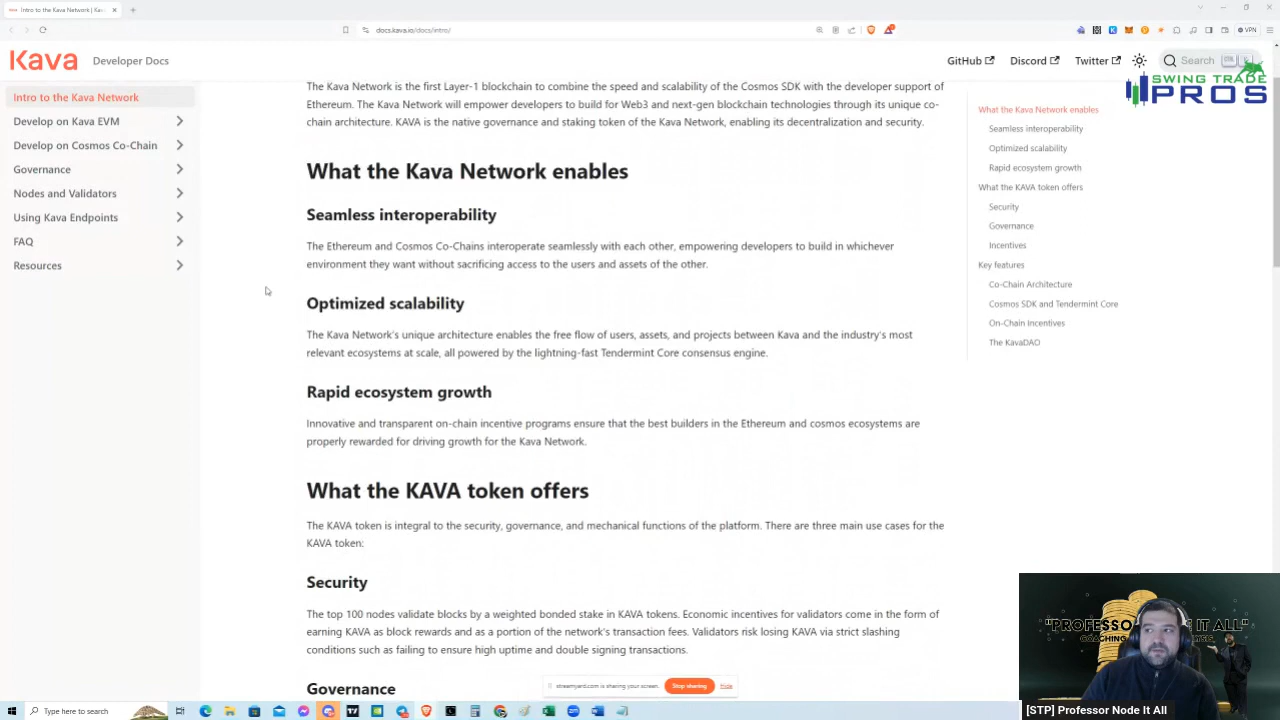 Intro to the Kava Network | Kav
docs.kava.io/docs/intro/
VPN
Kava
Developer Docs
GitHub
Discord
Twitter
Search
SWING TRADE
PROS
Intro to the Kava Network
Develop on Kava EVM
Develop on Cosmos Co-Chain
Governance
Nodes and Validators
Using Kava Endpoints
FAQ
Resources
The Kava Network is the first Layer-1 blockchain to combine the speed and scalability of the Cosmos SDK with the developer support of
Ethereum. The Kava Network will empower developers to build for Web3 and next-gen blockchain technologies through its unique co-
chain architecture. KAVA is the native governance and staking token of the Kava Network, enabling its decentralization and security.
What the Kava Network enables
Seamless interoperability
The Ethereum and Cosmos Co-Chains interoperate seamlessly with each other, empowering developers to build in whichever
environment they want without sacrificing access to the users and assets of the other.
Optimized scalability
The Kava Network's unique architecture enables the free flow of users, assets, and projects between Kava and the industry's most
relevant ecosystems at scale, all powered by the lightning-fast Tendermint Core consensus engine.
Rapid ecosystem growth
Innovative and transparent on-chain incentive programs ensure that the best builders in the Ethereum and cosmos ecosystems are
properly rewarded for driving growth for the Kava Network.
What the KAVA token offers
The KAVA token is integral to the security, governance, and mechanical functions of the platform. There are three main use cases for the
KAVA token:
Security
The top 100 nodes validate blocks by a weighted bonded stake in KAVA tokens. Economic incentives for validators come in the form of
earning KAVA as block rewards and as a portion of the network's transaction fees. Validators risk losing KAVA via strict slashing
conditions such as failing to ensure high uptime and double signing transactions.
Governance
What the Kava Network enables
Seamless interoperability
Optimized scalability
Rapid ecosystem growth
What the KAVA token offers
Security
Governance
Incentives
Key features
Co-Chain Architecture
Cosmos SDK and Tendermint Core
On-Chain Incentives
The KavaDAO
streamyard.com is sharing your screen.
Stop sharing
Hide
"PROFESSOR IT ALL"
[STP] Professor Node It All
Type here to search